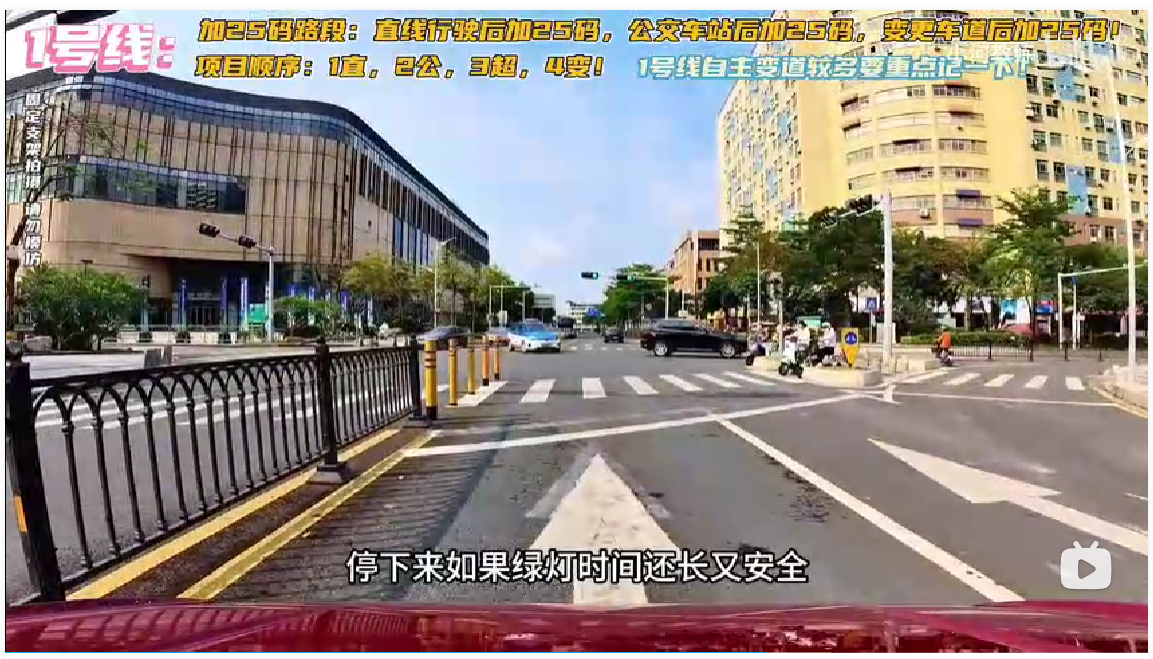 1号线：
加25码路段：直线行驶后加25码，公交车站后加25码，变更车道后加25码！
项目顺序：1直，2公，3超，4变！
1号线自主变道较多要重点记一下！
固定支架拍摄 请勿模仿
停下来如果绿灯时间还长又安全